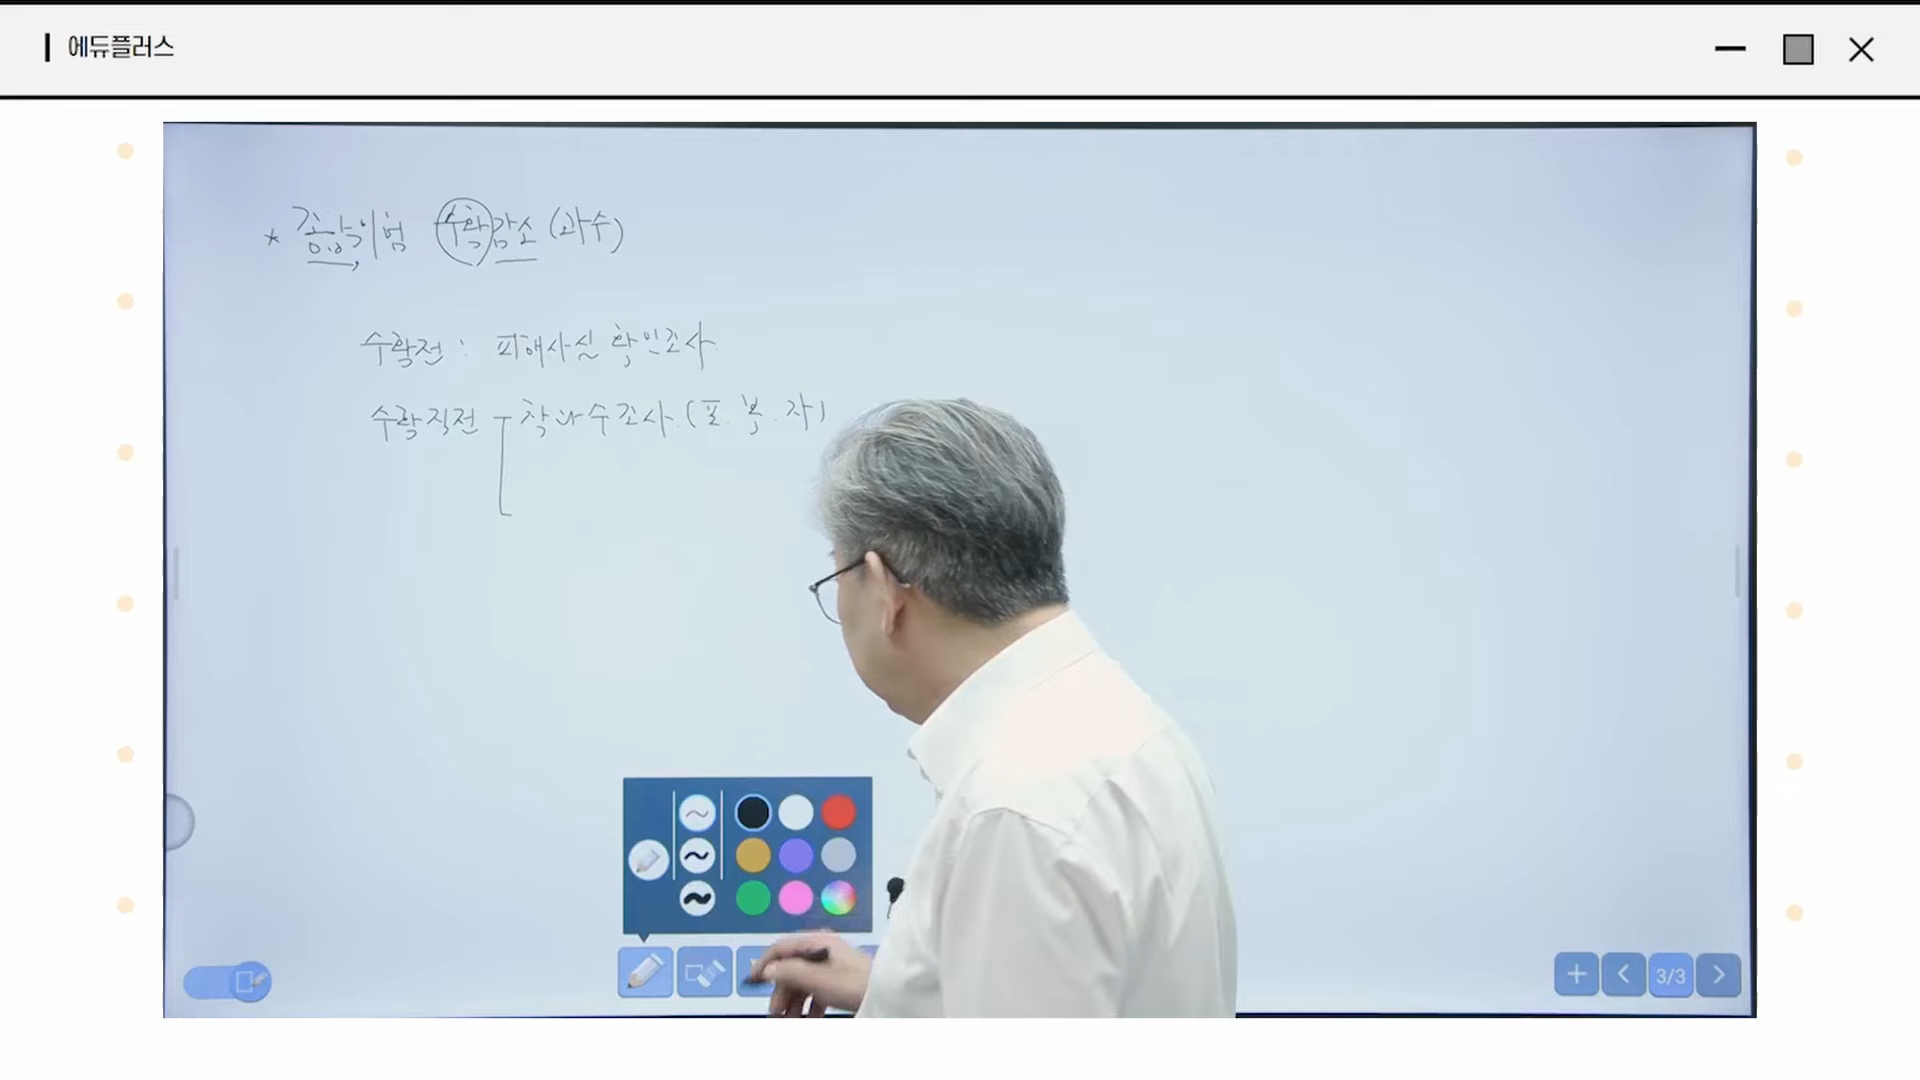 에듀플러스
* 종합위험 수확감소 (과수)
수확전 : 피해사실 확인조사.
수확직전 착과수조사. (포. 복. 자)
3/3